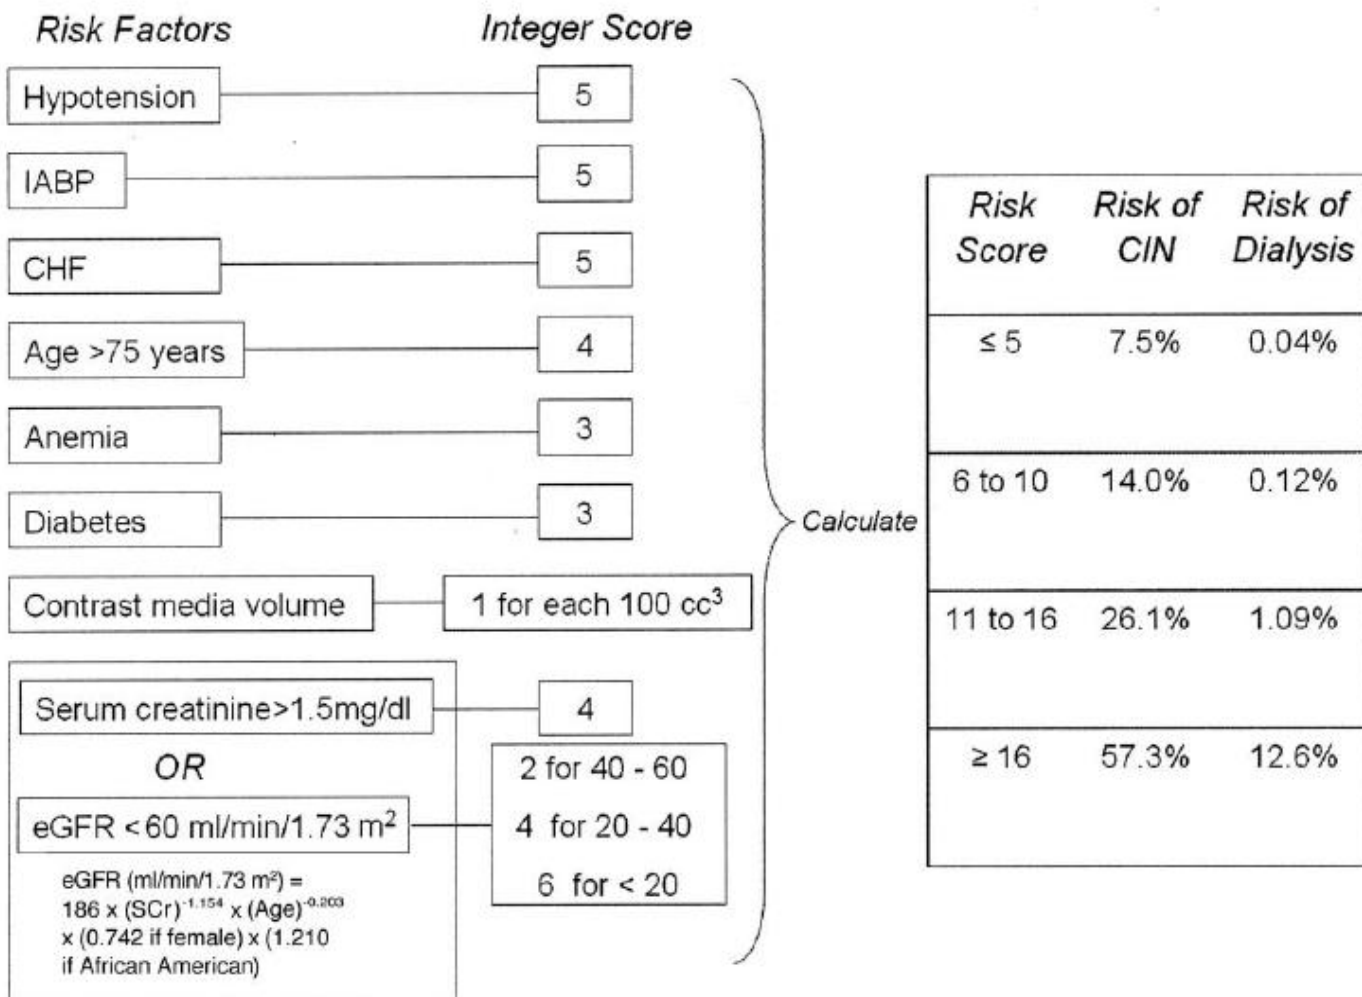 Risk Factors
Integer Score
Hypotension
5
IABP
5
CHF
5
Age >75 years
4
Anemia
3
Diabetes
3
Contrast media volume
1 for each 100 cc³
Serum creatinine>1.5mg/dl
4
OR
eGFR <60 ml/min/1.73 m²
2 for 40 - 60
4 for 20 - 40
6 for < 20
eGFR (ml/min/1.73 m²) =
186 x (SCr)⁻¹·¹⁵⁴ x (Age)⁻⁰·²⁰³
x (0.742 if female) x (1.210
if African American)
Calculate
Risk Score Risk of CIN Risk of Dialysis
≤ 5 7.5% 0.04%
6 to 10 14.0% 0.12%
11 to 16 26.1% 1.09%
≥ 16 57.3% 12.6%